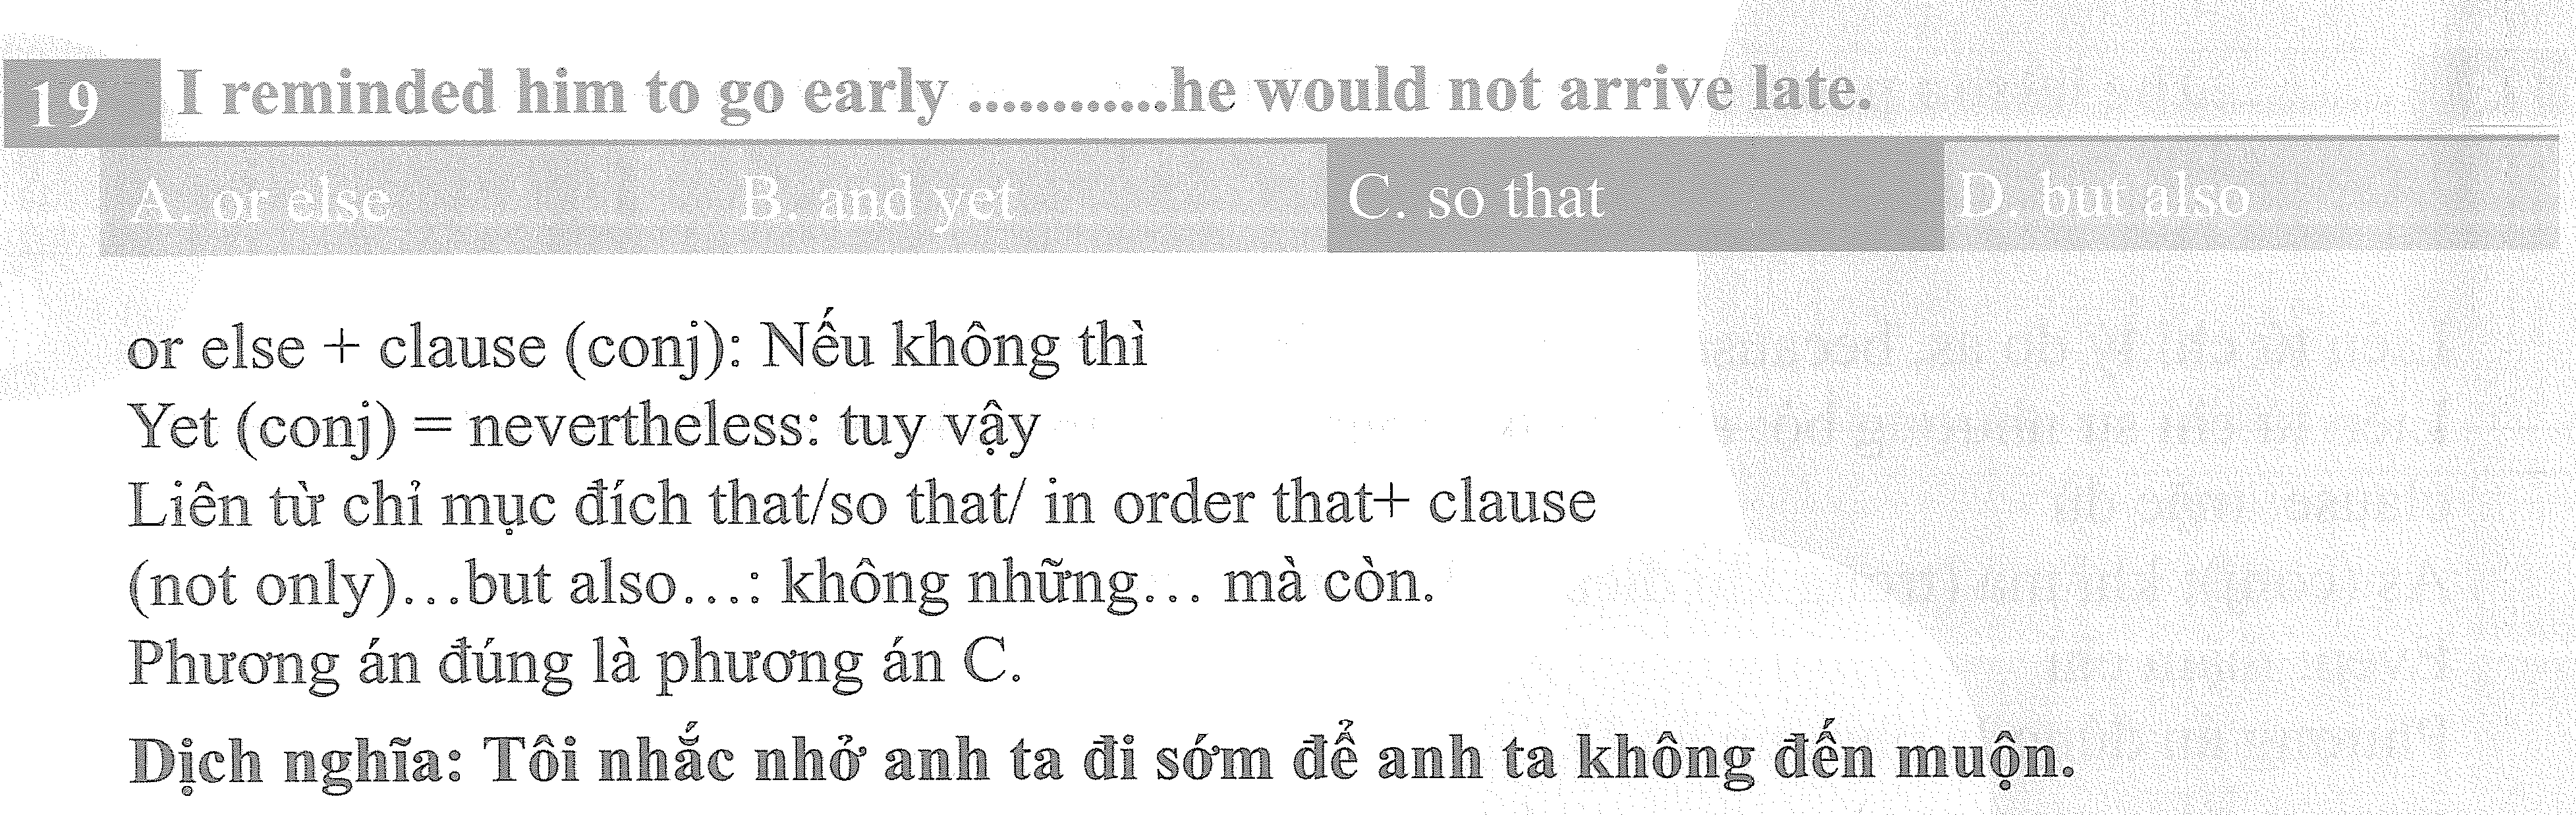 19 I reminded him to go early ............he would not arrive late.
A. or else B. and yet C. so that D. but also
or else + clause (conj): Nếu không thì
Yet (conj) = nevertheless: tuy vậy
Liên từ chỉ mục đích that/so that/ in order that+ clause
(not only)...but also...: không những... mà còn.
Phương án đúng là phương án C.
Dịch nghĩa: Tôi nhắc nhở anh ta đi sớm để anh ta không đến muộn.